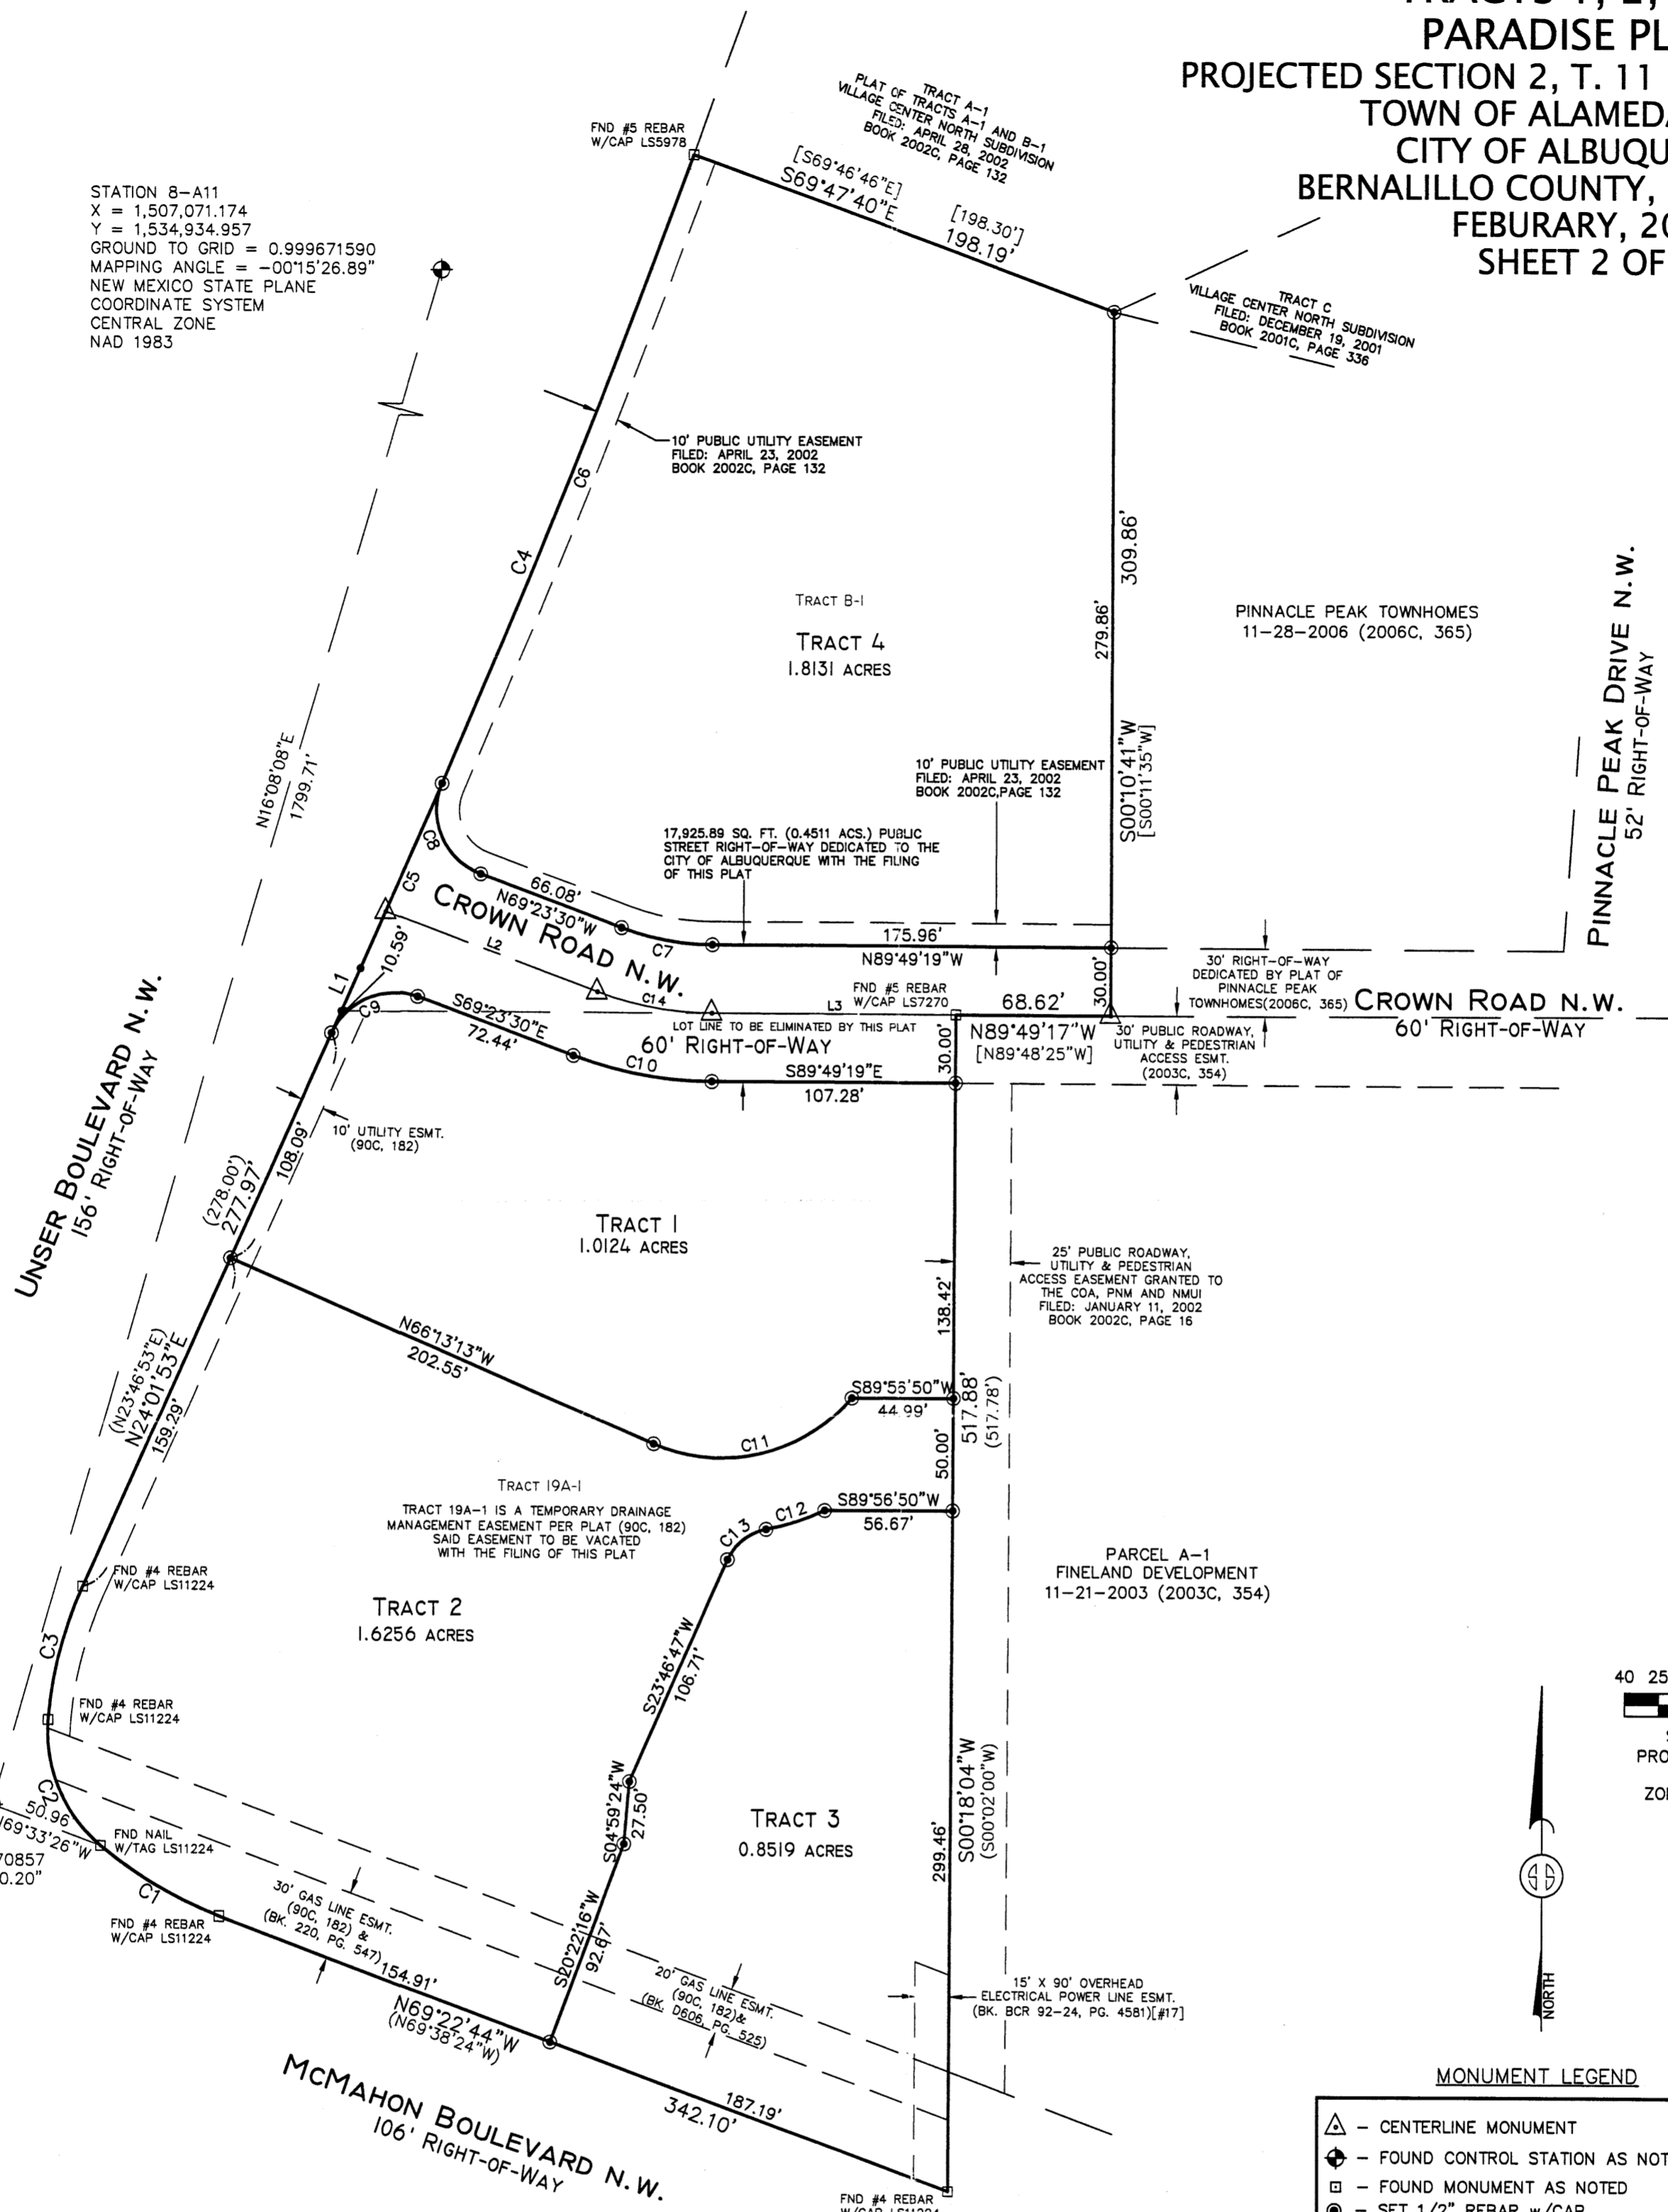 TRACTS 1, 2,
PARADISE PL
PROJECTED SECTION 2, T. 11
TOWN OF ALAMEDA
CITY OF ALBUQU
BERNALILLO COUNTY,
FEBURARY, 20
SHEET 2 OF
STATION 8-A11
X = 1,507,071.174
Y = 1,534,934.957
GROUND TO GRID = 0.999671590
MAPPING ANGLE = -00°15'26.89"
NEW MEXICO STATE PLANE
COORDINATE SYSTEM
CENTRAL ZONE
NAD 1983
FND #5 REBAR
W/CAP LS5978
TRACT A-1
PLAT OF TRACTS A-1 AND B-1
VILLAGE CENTER NORTH SUBDIVISION
FILED: APRIL 28, 2002
BOOK 2002C, PAGE 132
[S69°46'46"E]
S69°47'40"E
[198.30']
198.19'
TRACT C
VILLAGE CENTER NORTH SUBDIVISION
FILED: DECEMBER 19, 2001
BOOK 2001C, PAGE 336
10' PUBLIC UTILITY EASEMENT
FILED: APRIL 23, 2002
BOOK 2002C, PAGE 132
C6
C4
309.86'
279.86'
TRACT B-1
TRACT 4
1.8131 ACRES
PINNACLE PEAK TOWNHOMES
11-28-2006 (2006C, 365)
PINNACLE PEAK DRIVE N.W.
52' RIGHT-OF-WAY
N16°08'08"E
1799.71'
S00°10'41"W
[S00°11'35"W]
10' PUBLIC UTILITY EASEMENT
FILED: APRIL 23, 2002
BOOK 2002C,PAGE 132
17,925.89 SQ. FT. (0.4511 ACS.) PUBLIC
STREET RIGHT-OF-WAY DEDICATED TO THE
CITY OF ALBUQUERQUE WITH THE FILING
OF THIS PLAT
C8
C5
66.08'
N69°23'30"W
CROWN ROAD N.W.
C7
175.96'
N89°49'19"W
L2
C14
L3
10.59'
L1
C9
S69°23'30"E
72.44'
C10
FND #5 REBAR
W/CAP LS7270
68.62'
30.00'
N89°49'17"W
[N89°48'25"W]
LOT LINE TO BE ELIMINATED BY THIS PLAT
60' RIGHT-OF-WAY
30.00'
S89°49'19"E
107.28'
30' RIGHT-OF-WAY
DEDICATED BY PLAT OF
PINNACLE PEAK
TOWNHOMES(2006C, 365)
CROWN ROAD N.W.
60' RIGHT-OF-WAY
30' PUBLIC ROADWAY,
UTILITY & PEDESTRIAN
ACCESS ESMT.
(2003C, 354)
UNSER BOULEVARD N.W.
156' RIGHT-OF-WAY
10' UTILITY ESMT.
(90C, 182)
108.09'
(278.00')
277.97'
TRACT 1
1.0124 ACRES
25' PUBLIC ROADWAY,
UTILITY & PEDESTRIAN
ACCESS EASEMENT GRANTED TO
THE COA, PNM AND NMUI
FILED: JANUARY 11, 2002
BOOK 2002C, PAGE 16
138.42'
N66°13'13"W
202.55'
(N23°46'53"E)
N24°01'53"E
159.29'
C11
S89°56'50"W
44.99'
517.88'
(517.78')
50.00'
TRACT 19A-1
TRACT 19A-1 IS A TEMPORARY DRAINAGE
MANAGEMENT EASEMENT PER PLAT (90C, 182)
SAID EASEMENT TO BE VACATED
WITH THE FILING OF THIS PLAT
C13
C12
S89°56'50"W
56.67'
FND #4 REBAR
W/CAP LS11224
TRACT 2
1.6256 ACRES
PARCEL A-1
FINELAND DEVELOPMENT
11-21-2003 (2003C, 354)
C3
S23°46'47"W
106.71'
FND #4 REBAR
W/CAP LS11224
C2
50.96'
N69°33'26"W
70857
0.20"
FND NAIL
W/TAG LS11224
S04°59'24"W
27.50'
TRACT 3
0.8519 ACRES
299.46'
S00°18'04"W
(S00°02'00"W)
C1
FND #4 REBAR
W/CAP LS11224
30' GAS LINE ESMT.
(90C, 182) &
(BK. 220, PG. 547)
154.91'
N69°22'44"W
(N69°38'24"W)
S20°22'16"W
92.67'
20' GAS LINE ESMT.
(90C, 182)&
(BK. D606, PG. 525)
15' X 90' OVERHEAD
ELECTRICAL POWER LINE ESMT.
(BK. BCR 92-24, PG. 4581)[#17]
187.19'
342.10'
MCMAHON BOULEVARD N.W.
106' RIGHT-OF-WAY
FND #4 REBAR
W/CAP LS11224
40 25
PRO
ZO
NORTH
MONUMENT LEGEND
- CENTERLINE MONUMENT
- FOUND CONTROL STATION AS NOT
- FOUND MONUMENT AS NOTED
- SET 1/2" REBAR w/CAP